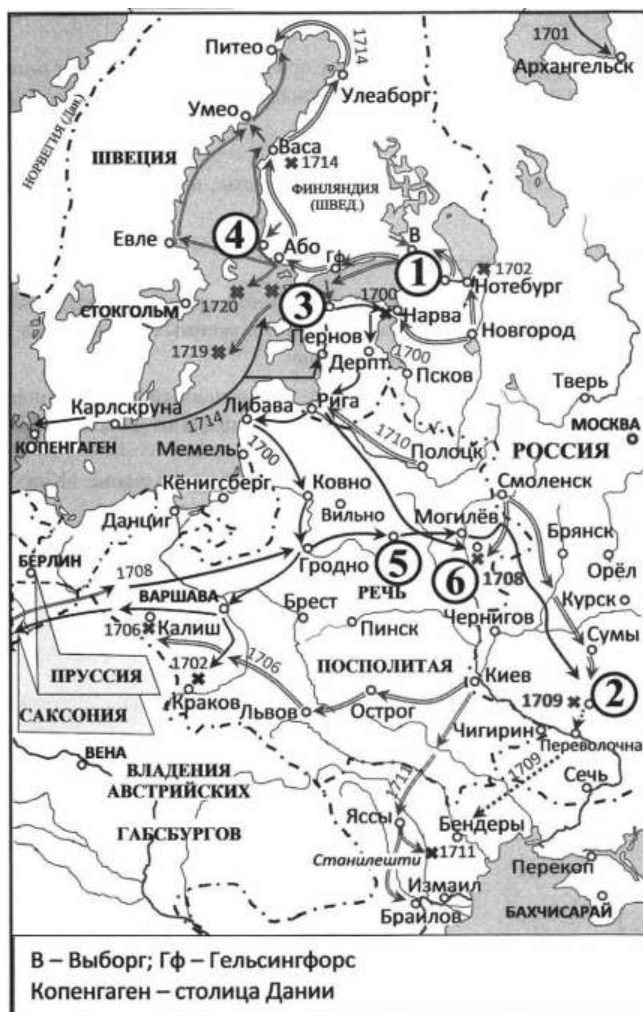 1701
Архангельск
Питео
1714
Улеаборг
Умео
НОРВЕГИЯ (Дан.)
ШВЕЦИЯ
Васа
1714
ФИНЛЯНДИЯ
(ШВЕД.)
Евле
4
Або
Гф
В
1
1702
Нотебург
СТОКГОЛЬМ
1720
3
1700
Нарва
Новгород
1719
Пернов
Дерпт
1700
Псков
Тверь
Карлскруна
1714
КОПЕНГАГЕН
Либава
Рига
МОСКВА
1710
Полоцк
РОССИЯ
Мемель
1700
Кёнигсберг
Ковно
Смоленск
Данциг
Вильно
Могилёв
Брянск
БЕРЛИН
1708
Гродно
5
6
1708
Орёл
ВАРШАВА
Брест
РЕЧЬ
Курск
1706
Калиш
Пинск
Чернигов
Сумы
ПРУССИЯ
1702
1706
ПОСПОЛИТАЯ
Киев
1709
2
САКСОНИЯ
Краков
Львов
Острог
Чигирин
Переволочна
ВЕНА
ВЛАДЕНИЯ
АВСТРИЙСКИХ
ГАБСБУРГОВ
1711
1709
Сечь
Яссы
Бендеры
Станилешти
1711
Перекоп
Измаил
Браилов
БАХЧИСАРАЙ
В – Выборг; Гф – Гельсингфорс
Копенгаген – столица Дании